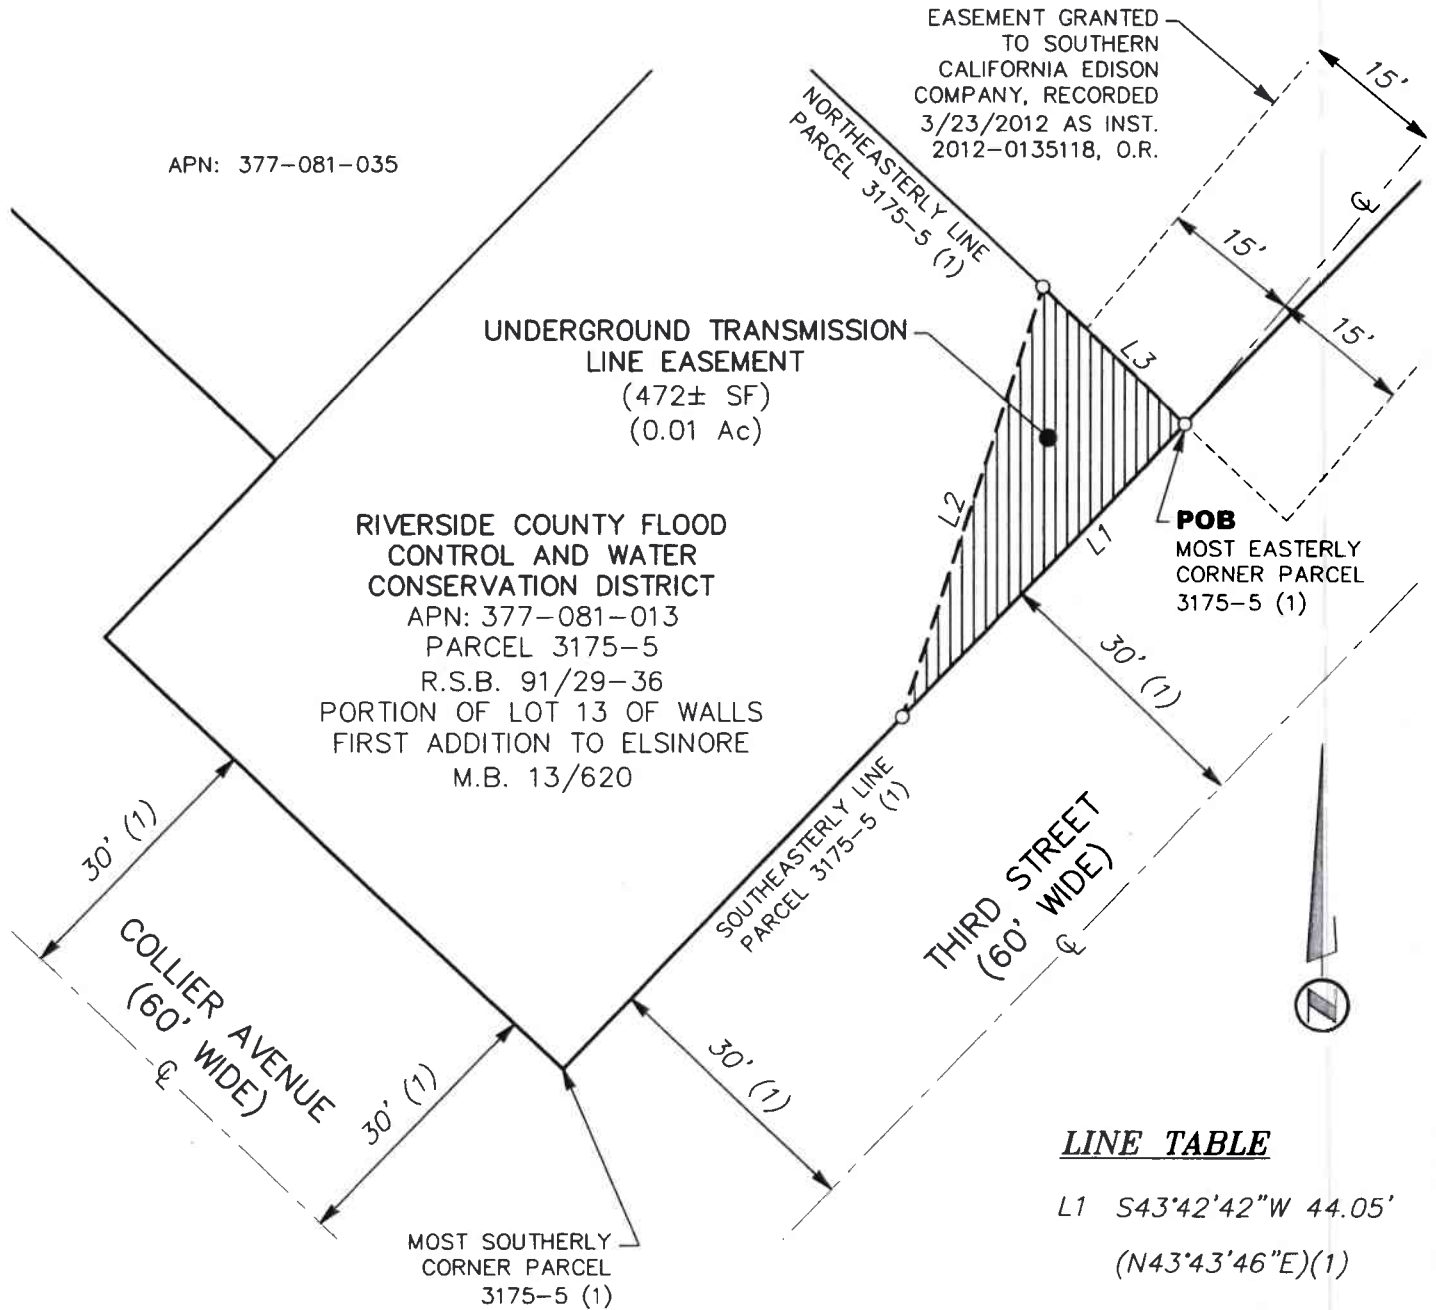 EASEMENT GRANTED
TO SOUTHERN
CALIFORNIA EDISON
COMPANY, RECORDED
3/23/2012 AS INST.
2012-0135118, O.R.
15'
APN: 377-081-035
NORTHEASTERLY LINE
PARCEL 3175-5 (1)
℄
15'
15'
UNDERGROUND TRANSMISSION
LINE EASEMENT
(472± SF)
(0.01 Ac)
L3
L2
L1
POB
MOST EASTERLY
CORNER PARCEL
3175-5 (1)
RIVERSIDE COUNTY FLOOD
CONTROL AND WATER
CONSERVATION DISTRICT
APN: 377-081-013
PARCEL 3175-5
R.S.B. 91/29-36
PORTION OF LOT 13 OF WALLS
FIRST ADDITION TO ELSINORE
M.B. 13/620
30' (1)
30' (1)
SOUTHEASTERLY LINE
PARCEL 3175-5 (1)
THIRD STREET
(60' WIDE)
℄
COLLIER AVENUE
(60' WIDE)
℄
30' (1)
30' (1)
N
MOST SOUTHERLY
CORNER PARCEL
3175-5 (1)
LINE TABLE
L1 S43°42'42"W 44.05'
(N43°43'46"E)(1)